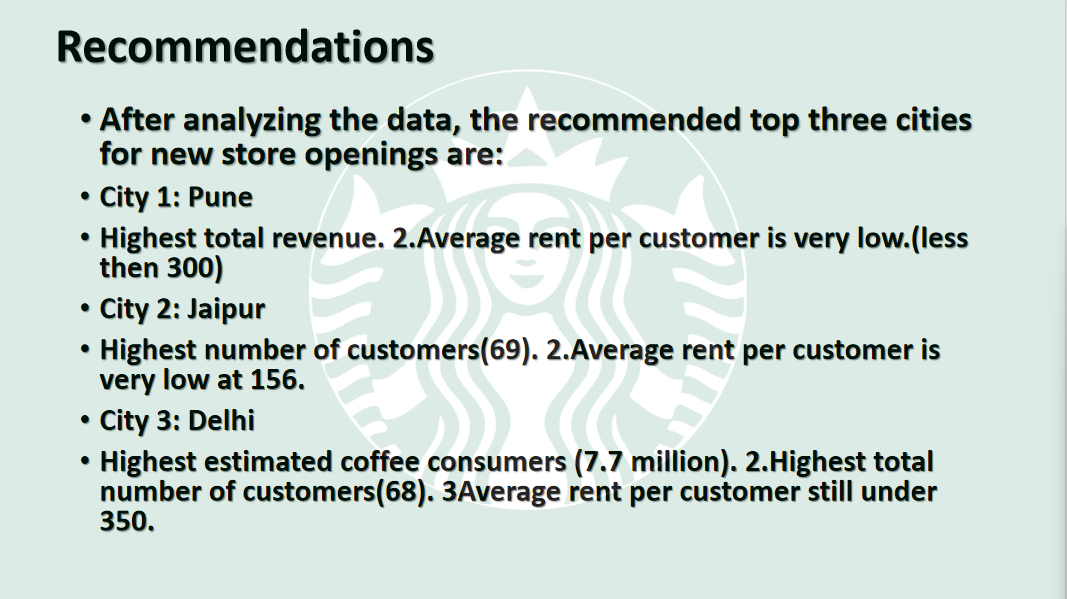 Recommendations
• After analyzing the data, the recommended top three cities
for new store openings are:
• City 1: Pune
• Highest total revenue. 2.Average rent per customer is very low.(less
then 300)
• City 2: Jaipur
• Highest number of customers(69). 2.Average rent per customer is
very low at 156.
• City 3: Delhi
• Highest estimated coffee consumers (7.7 million). 2.Highest total
number of customers(68). 3Average rent per customer still under
350.